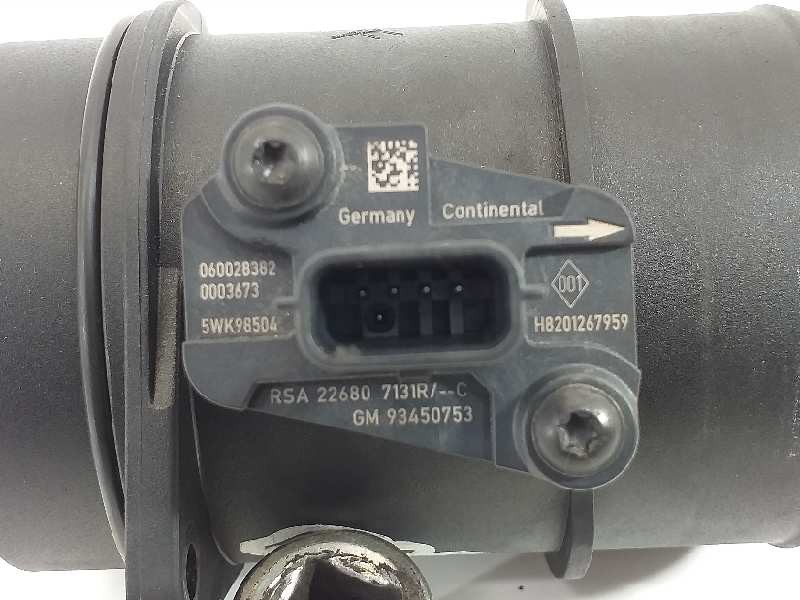 Germany Continental
060028382
0003673
001
5WK98504
H8201267959
RSA 22680 7131R/--C
GM 93450753